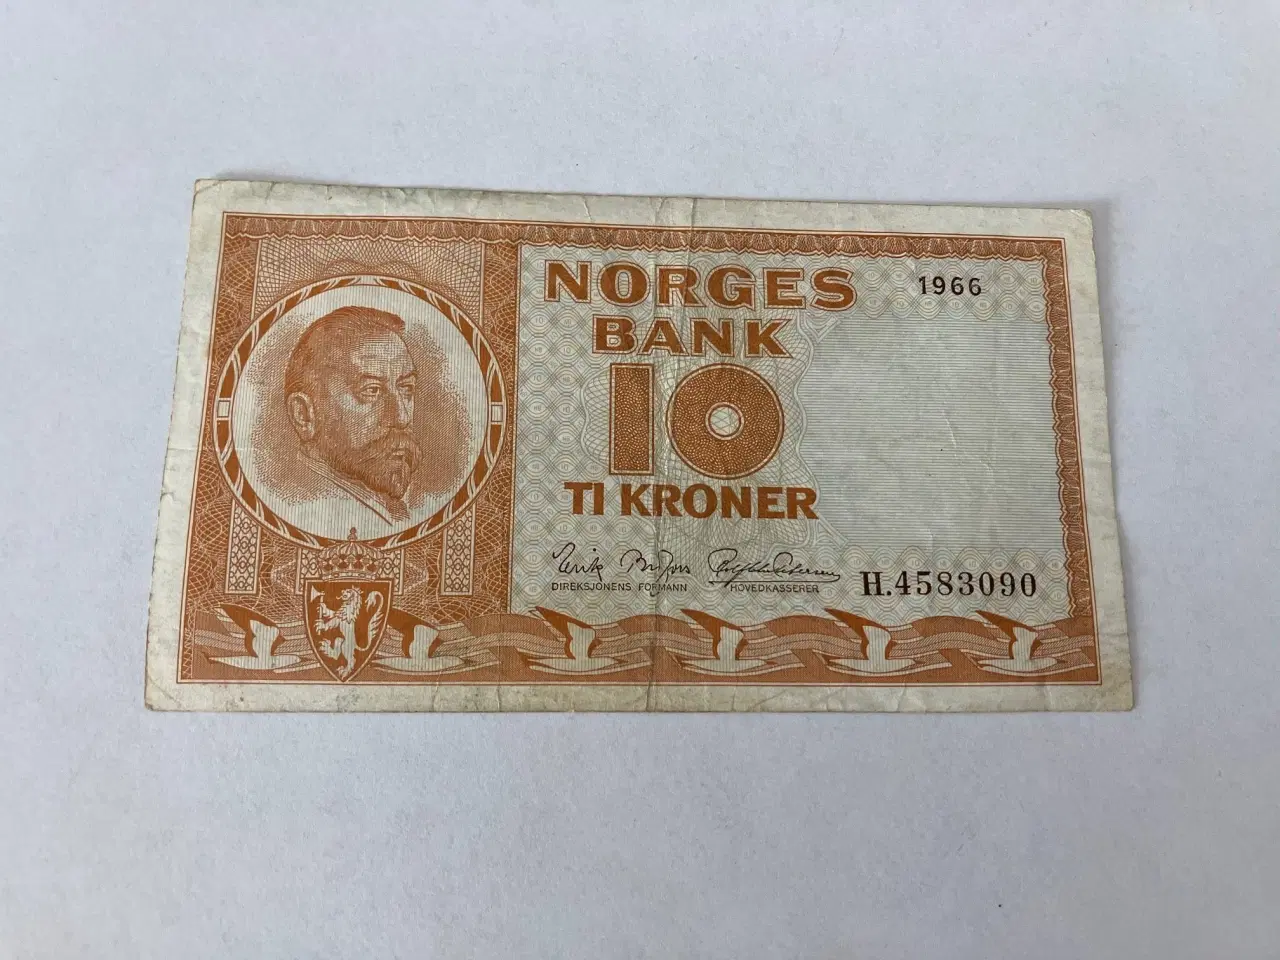 NORGES
BANK
1966
10
TI KRONER
DIREKSJONENS FORMANN
HOVEDKASSERER
H.4583090